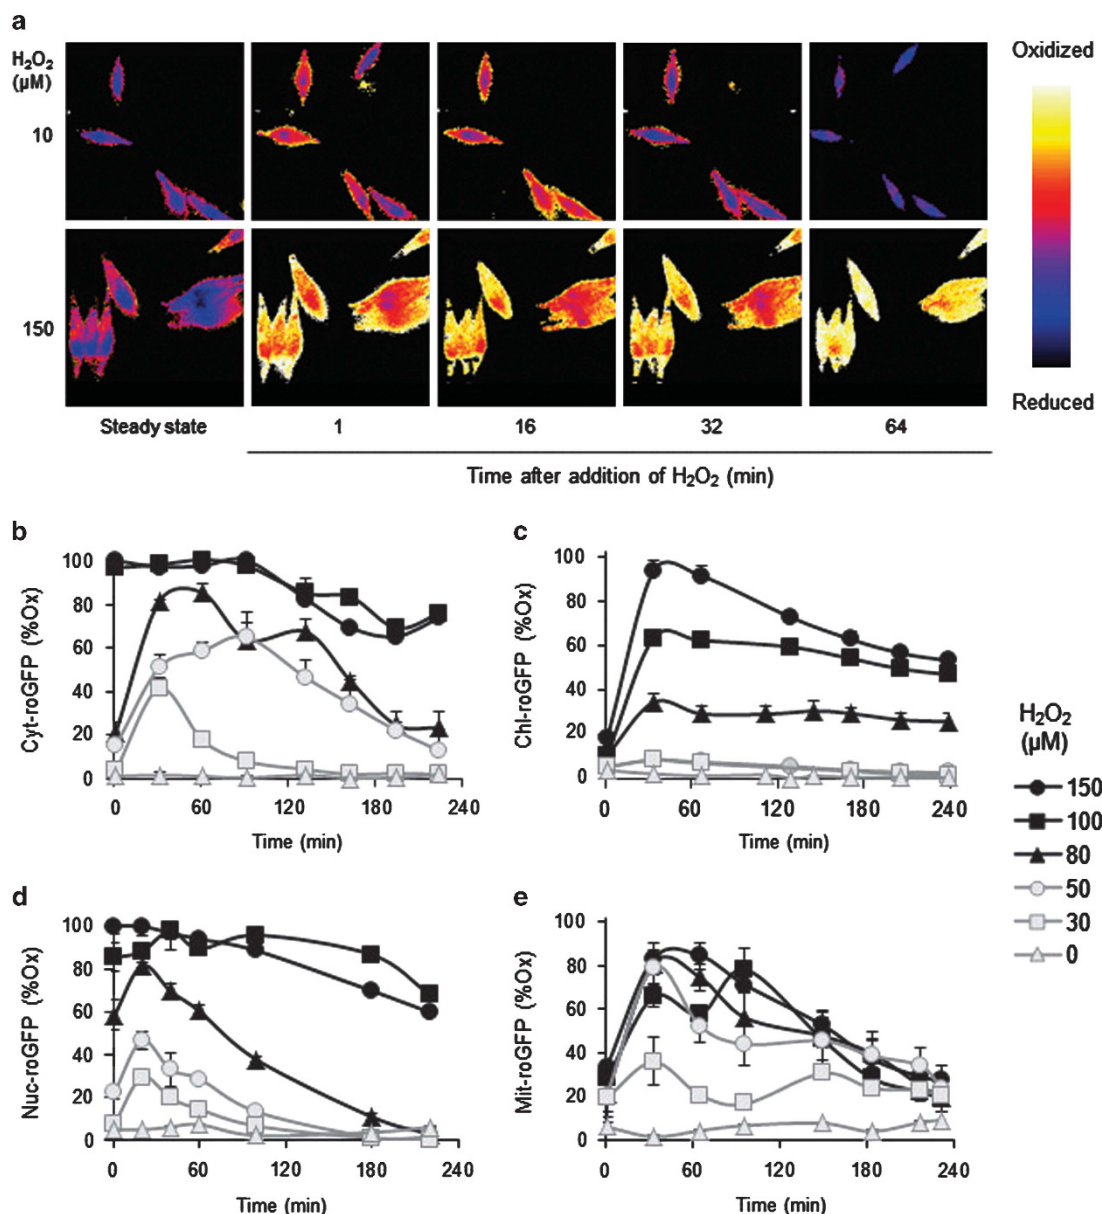 a
H₂O₂
(µM)
10
150
Oxidized
Reduced
Steady state 1 16 32 64
Time after addition of H₂O₂ (min)
b
Cyt-roGFP (%Ox)
100
80
60
40
20
0
0 60 120 180 240
Time (min)
c
Chl-roGFP (%Ox)
100
80
60
40
20
0
0 60 120 180 240
Time (min)
H₂O₂
(µM)
150
100
80
50
30
0
d
Nuc-roGFP (%Ox)
100
80
60
40
20
0
0 60 120 180 240
Time (min)
e
Mit-roGFP (%Ox)
100
80
60
40
20
0
0 60 120 180 240
Time (min)